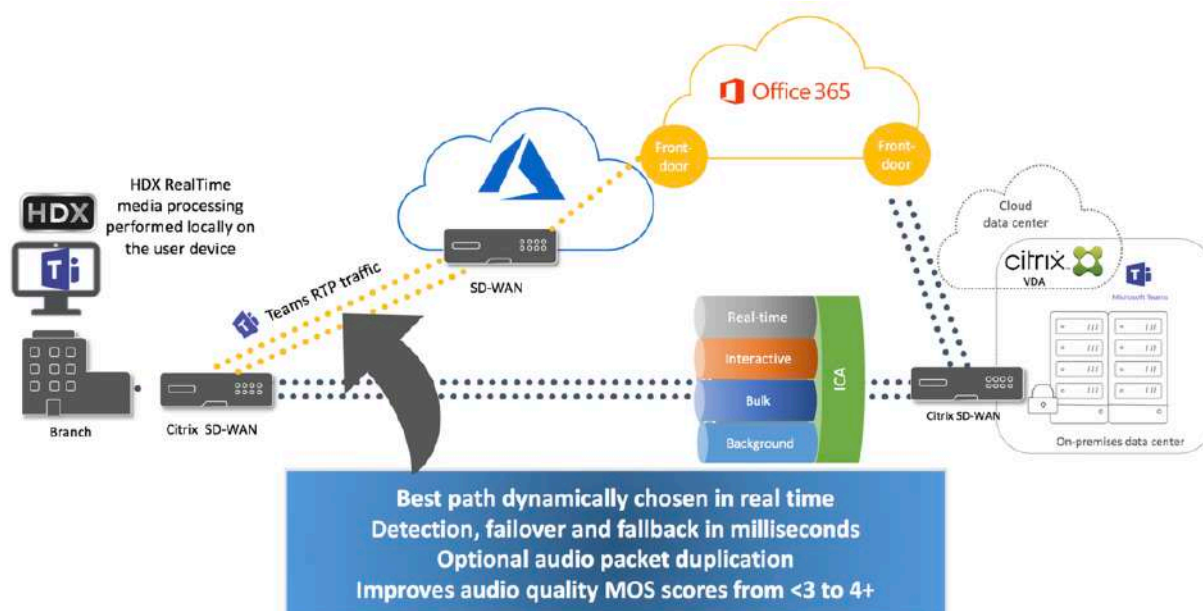 Office 365
Front-
door
Front-
door
HDX
HDX RealTime
media processing
performed locally on
the user device
Cloud
data center
citrix
VDA
Microsoft Teams
SD-WAN
Teams RTP traffic
Real-time
Interactive
Bulk
Background
ICA
Branch
Citrix SD-WAN
Citrix SD-WAN
On-premises data center
Best path dynamically chosen in real time
Detection, failover and fallback in milliseconds
Optional audio packet duplication
Improves audio quality MOS scores from <3 to 4+